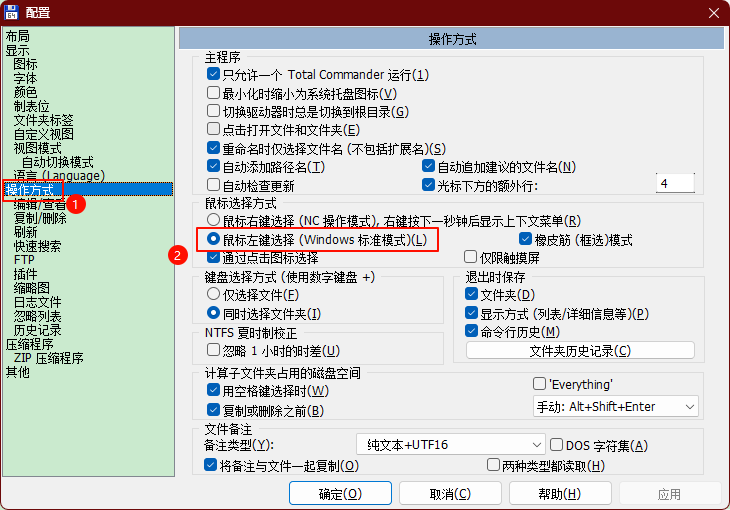 配置
布局
显示
图标
字体
颜色
制表位
文件夹标签
自定义视图
视图模式
自动切换模式
语言 (Language)
操作方式
1
编辑/查看
复制/删除
刷新
快速搜索
FTP
插件
缩略图
日志文件
忽略列表
历史记录
压缩程序
ZIP 压缩程序
其他
操作方式
主程序
只允许一个 Total Commander 运行(1)
最小化时缩小为系统托盘图标(V)
切换驱动器时总是切换到根目录(G)
点击打开文件和文件夹(E)
重命名时仅选择文件名 (不包括扩展名)(S)
自动添加路径名(T) 自动追加建议的文件名(N)
自动检查更新 光标下方的额外行: 4
鼠标选择方式
鼠标右键选择 (NC 操作模式), 右键按下一秒钟后显示上下文菜单(R)
2 鼠标左键选择 (Windows 标准模式)(L) 橡皮筋 (框选)模式
通过点击图标选择 仅限触摸屏
键盘选择方式 (使用数字键盘 +)
仅选择文件(F)
同时选择文件夹(I)
NTFS 夏时制校正
忽略 1 小时的时差(U)
退出时保存
文件夹(D)
显示方式 (列表/详细信息等)(P)
命令行历史(M)
文件夹历史记录(C)
计算子文件夹占用的磁盘空间
用空格键选择时(W) 'Everything'
复制或删除之前(B) 手动: Alt+Shift+Enter
文件备注
备注类型(Y): 纯文本+UTF16 DOS 字符集(A)
将备注与文件一起复制(O) 两种类型都读取(H)
确定(O) 取消(C) 帮助(H) 应用